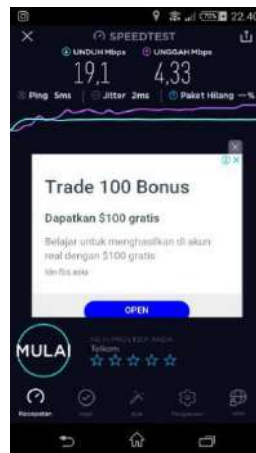 70% 22.40
SPEEDTEST
UNDUH Mbps UNGGAH Mbps
19,1 4,33
Ping 5ms Jitter 2ms Paket Hilang —%
Trade 100 Bonus
Dapatkan $100 gratis
Belajar untuk menghasilkan di akun
real dengan $100 gratis
OPEN
MULAI
Telkom
Kecepatan